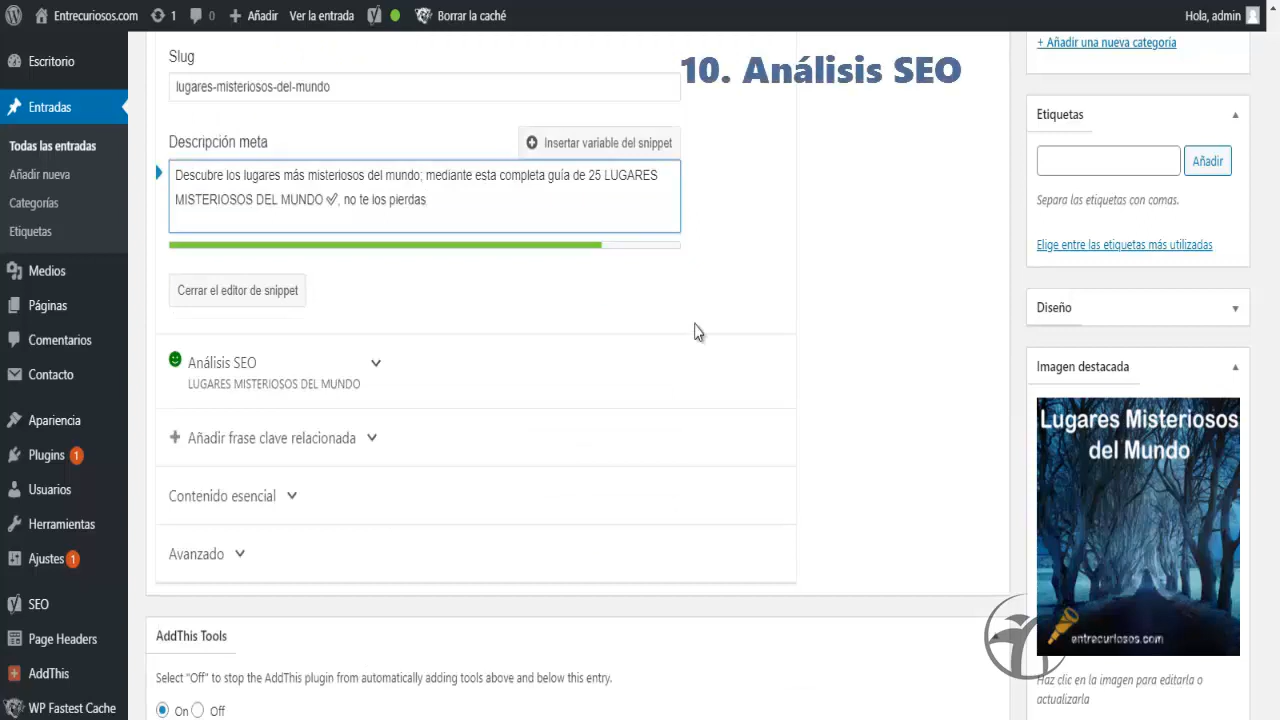 Entrecuriosos.com
1
0
Añadir
Ver la entrada
Borrar la caché
Hola, admin
Escritorio
Entradas
Todas las entradas
Añadir nueva
Categorías
Etiquetas
Medios
Páginas
Comentarios
Contacto
Apariencia
Plugins 1
Usuarios
Herramientas
Ajustes 1
SEO
Page Headers
AddThis
WP Fastest Cache
10. Análisis SEO
Slug
lugares-misteriosos-del-mundo
Descripción meta
Insertar variable del snippet
Descubre los lugares más misteriosos del mundo; mediante esta completa guía de 25 LUGARES
MISTERIOSOS DEL MUNDO ✅, no te los pierdas
Cerrar el editor de snippet
Análisis SEO
LUGARES MISTERIOSOS DEL MUNDO
Añadir frase clave relacionada
Contenido esencial
Avanzado
AddThis Tools
Select "Off" to stop the AddThis plugin from automatically adding tools above and below this entry.
On Off
+ Añadir una nueva categoría
Etiquetas
Añadir
Separa las etiquetas con comas.
Elige entre las etiquetas más utilizadas
Diseño
Imagen destacada
Lugares Misteriosos
del Mundo
entrecuriosos.com
Haz clic en la imagen para editarla o
actualizarla